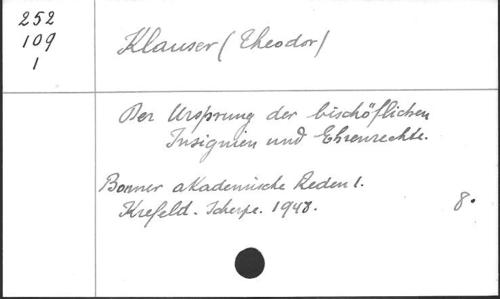 252
109
1
Klauser (Theodor)
Der Ursprung der bischöflichen
Insignien und Ehrenrechte.
Bonner akademische Reden 1.
Krefeld. Scherpe. 1948.
8.